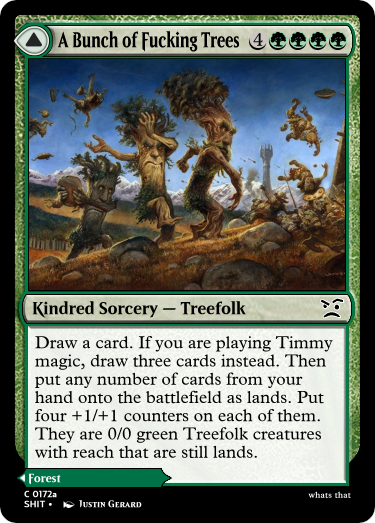 A Bunch of Fucking Trees 4
Kindred Sorcery — Treefolk
Draw a card. If you are playing Timmy
magic, draw three cards instead. Then
put any number of cards from your
hand onto the battlefield as lands. Put
four +1/+1 counters on each of them.
They are 0/0 green Treefolk creatures
with reach that are still lands.
Forest
C 0172a
SHIT • Justin Gerard
whats that